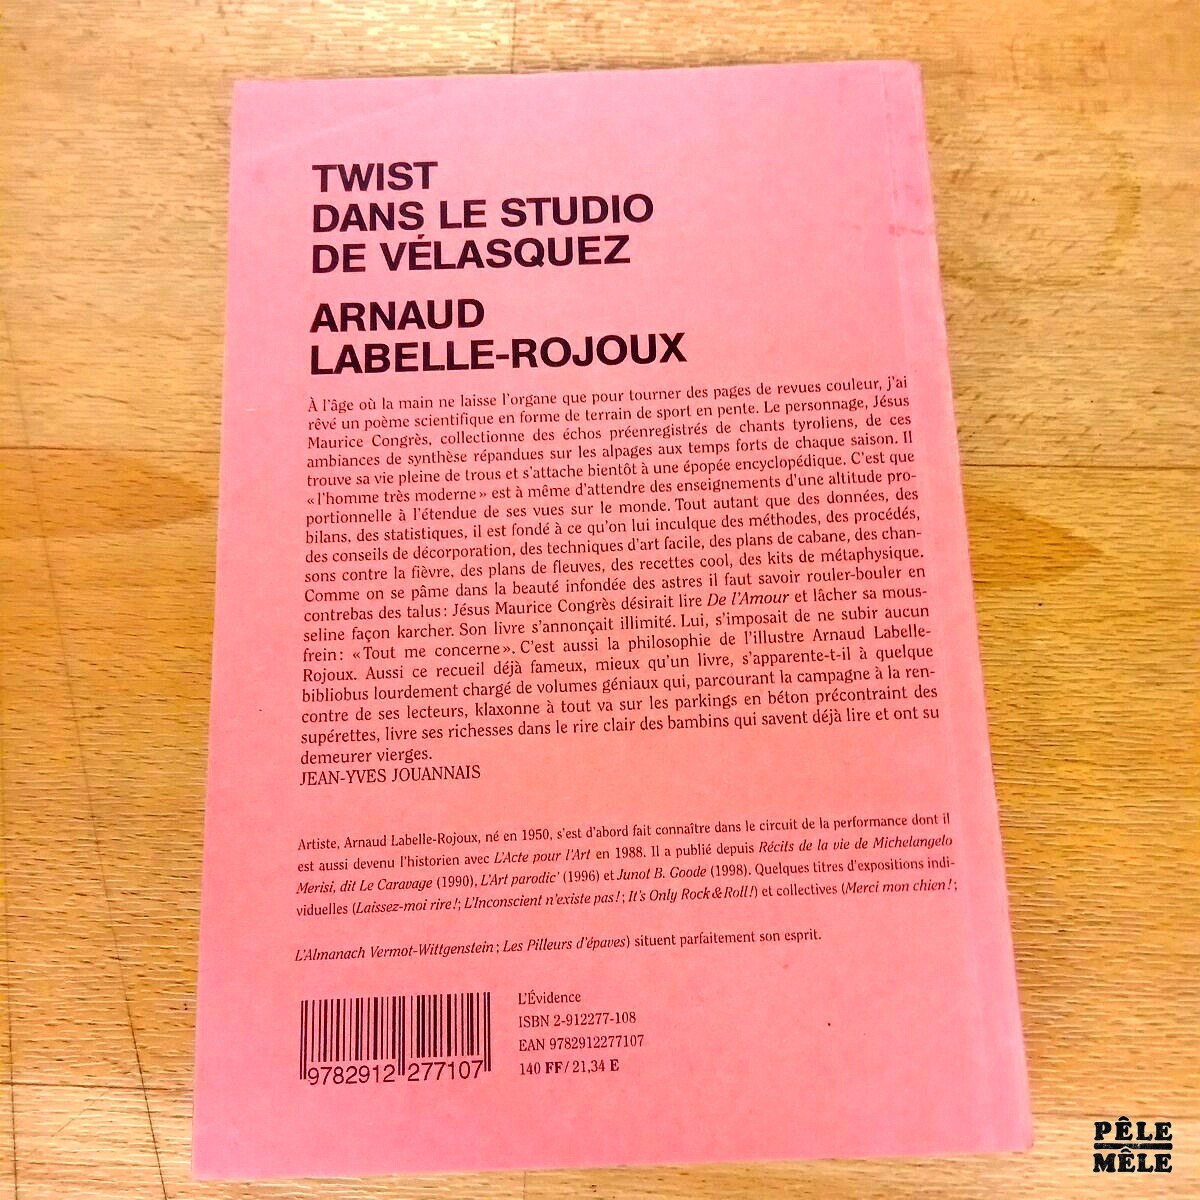 TWIST
DANS LE STUDIO
DE VÉLASQUEZ
ARNAUD
LABELLE-ROJOUX
À l'âge où la main ne laisse l'organe que pour tourner des pages de revues couleur, j'ai
rêvé un poème scientifique en forme de terrain de sport en pente. Le personnage, Jésus
Maurice Congrès, collectionne des échos préenregistrés de chants tyroliens, de ces
ambiances de synthèse répandues sur les alpages aux temps forts de chaque saison. Il
trouve sa vie pleine de trous et s'attache bientôt à une épopée encyclopédique. C'est que
« l'homme très moderne » est à même d'attendre des enseignements d'une altitude pro-
portionnelle à l'étendue de ses vues sur le monde. Tout autant que des données, des
bilans, des statistiques, il est fondé à ce qu'on lui inculque des méthodes, des procédés,
des conseils de décorporation, des techniques d'art facile, des plans de cabane, des chan-
sons contre la fièvre, des plans de fleuves, des recettes cool, des kits de métaphysique.
Comme on se pâme dans la beauté infondée des astres il faut savoir rouler-bouler en
contrebas des talus : Jésus Maurice Congrès désirait lire De l'Amour et lâcher sa mous-
seline façon karcher. Son livre s'annonçait illimité. Lui, s'imposait de ne subir aucun
frein : « Tout me concerne ». C'est aussi la philosophie de l'illustre Arnaud Labelle-
Rojoux. Aussi ce recueil déjà fameux, mieux qu'un livre, s'apparente-t-il à quelque
bibliobus lourdement chargé de volumes géniaux qui, parcourant la campagne à la ren-
contre de ses lecteurs, klaxonne à tout va sur les parkings en béton précontraint des
supérettes, livre ses richesses dans le rire clair des bambins qui savent déjà lire et ont su
demeurer vierges.
JEAN-YVES JOUANNAIS
Artiste, Arnaud Labelle-Rojoux, né en 1950, s'est d'abord fait connaître dans le circuit de la performance dont il
est aussi devenu l'historien avec L'Acte pour l'Art en 1988. Il a publié depuis Récits de la vie de Michelangelo
Merisi, dit Le Caravage (1990), L'Art parodic' (1996) et Junot B. Goode (1998). Quelques titres d'expositions indi-
viduelles (Laissez-moi rire ! ; L'Inconscient n'existe pas ! ; It's Only Rock & Roll !) et collectives (Merci mon chien ! ;
L'Almanach Vermot-Wittgenstein ; Les Pilleurs d'épaves) situent parfaitement son esprit.
L'Évidence
ISBN 2-912277-108
EAN 9782912277107
140 FF / 21,34 E
9782912 277107
PÊLE
MÊLE